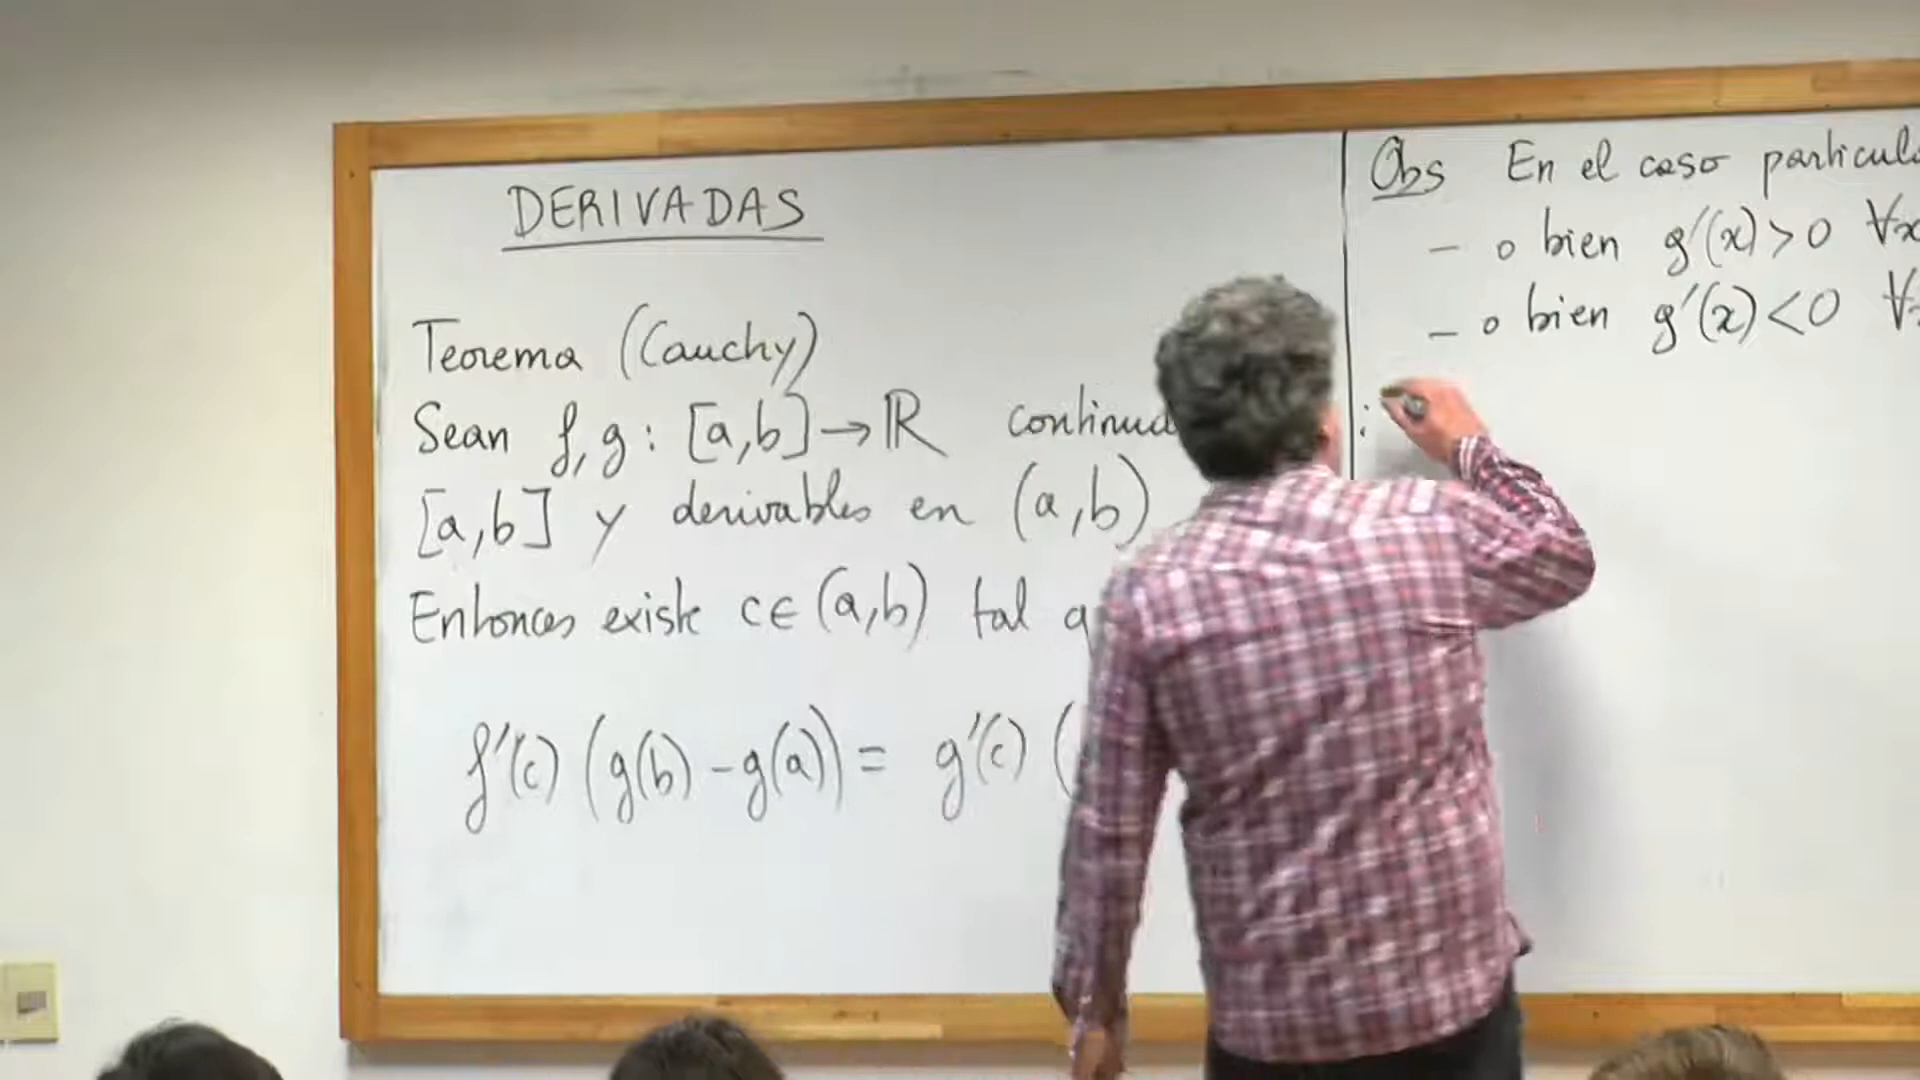 DERIVADAS
Teorema (Cauchy)
Sean f, g : [a,b] → ℝ
[a,b] y derivables en (a,b)
Entonces existe c ∈ (a,b) tal
f'(c) (g(b) - g(a)) = g'(c) (
Obs En el caso
- o bien g'(x) > 0 ∀x
- o bien g'(x) < 0 ∀
: